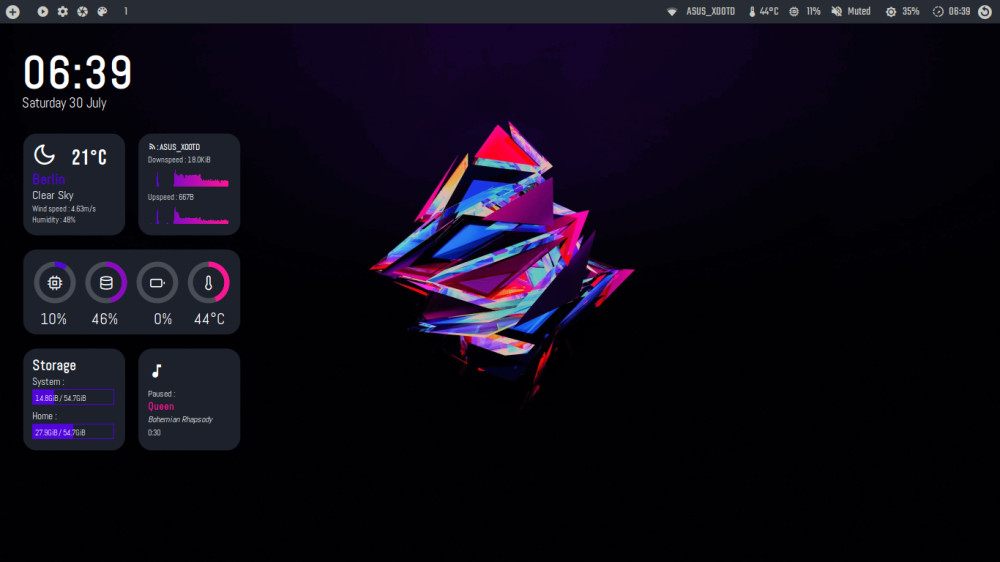 1
ASUS_X00TD
44°C
11%
Muted
35%
06:39
06:39
Saturday 30 July
21°C
Berlin
Clear Sky
Wind speed : 4.63m/s
Humidity : 48%
:ASUS_X00TD
Downspeed : 18.0KiB
Upspeed : 667B
10%
46%
0%
44°C
Storage
System :
14.8GiB / 54.7GiB
Home :
27.9GiB / 54.7GiB
Paused :
Queen
Bohemian Rhapsody
0:30